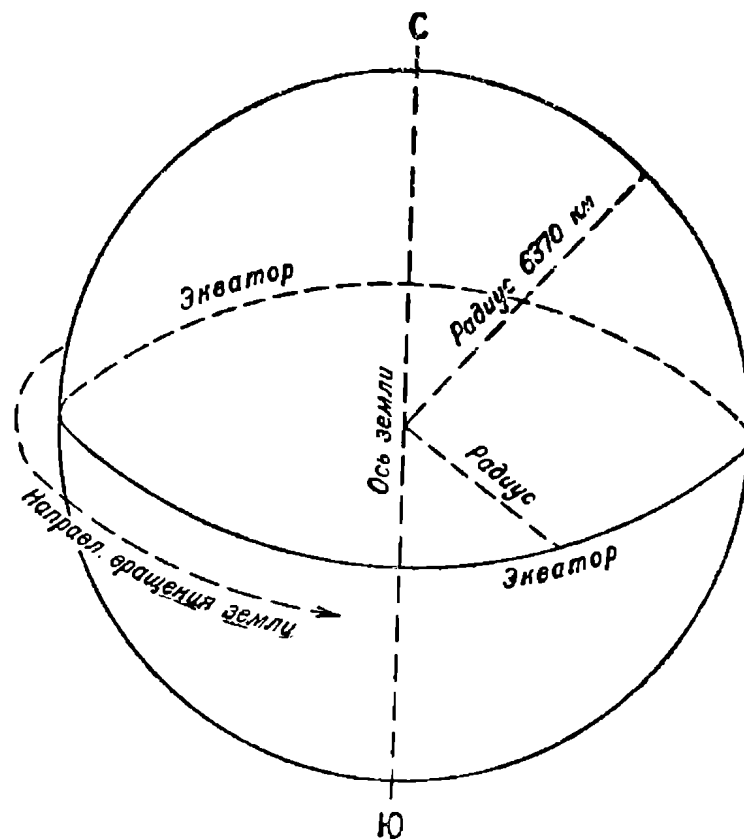 С
Экватор
Радиус 6370 км
Ось земли
Радиус
Экватор
Направл. вращения земли
Ю